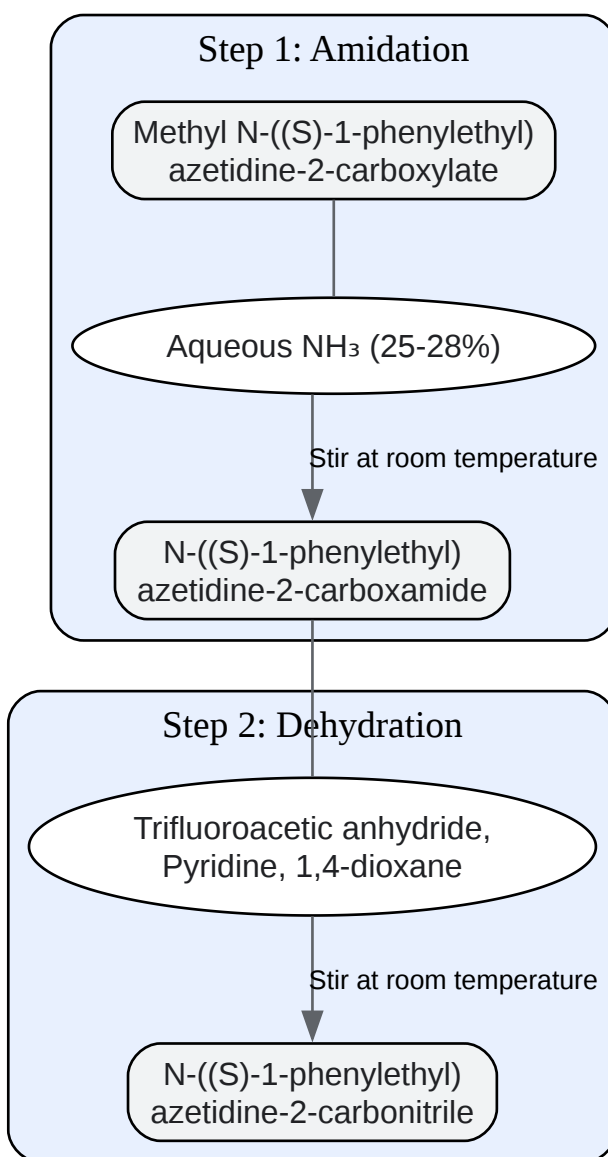 Step 1: Amidation
Methyl N-((S)-1-phenylethyl)
azetidine-2-carboxylate
Aqueous NH₃ (25-28%)
Stir at room temperature
N-((S)-1-phenylethyl)
azetidine-2-carboxamide
Step 2: Dehydration
Trifluoroacetic anhydride,
Pyridine, 1,4-dioxane
Stir at room temperature
N-((S)-1-phenylethyl)
azetidine-2-carbonitrile